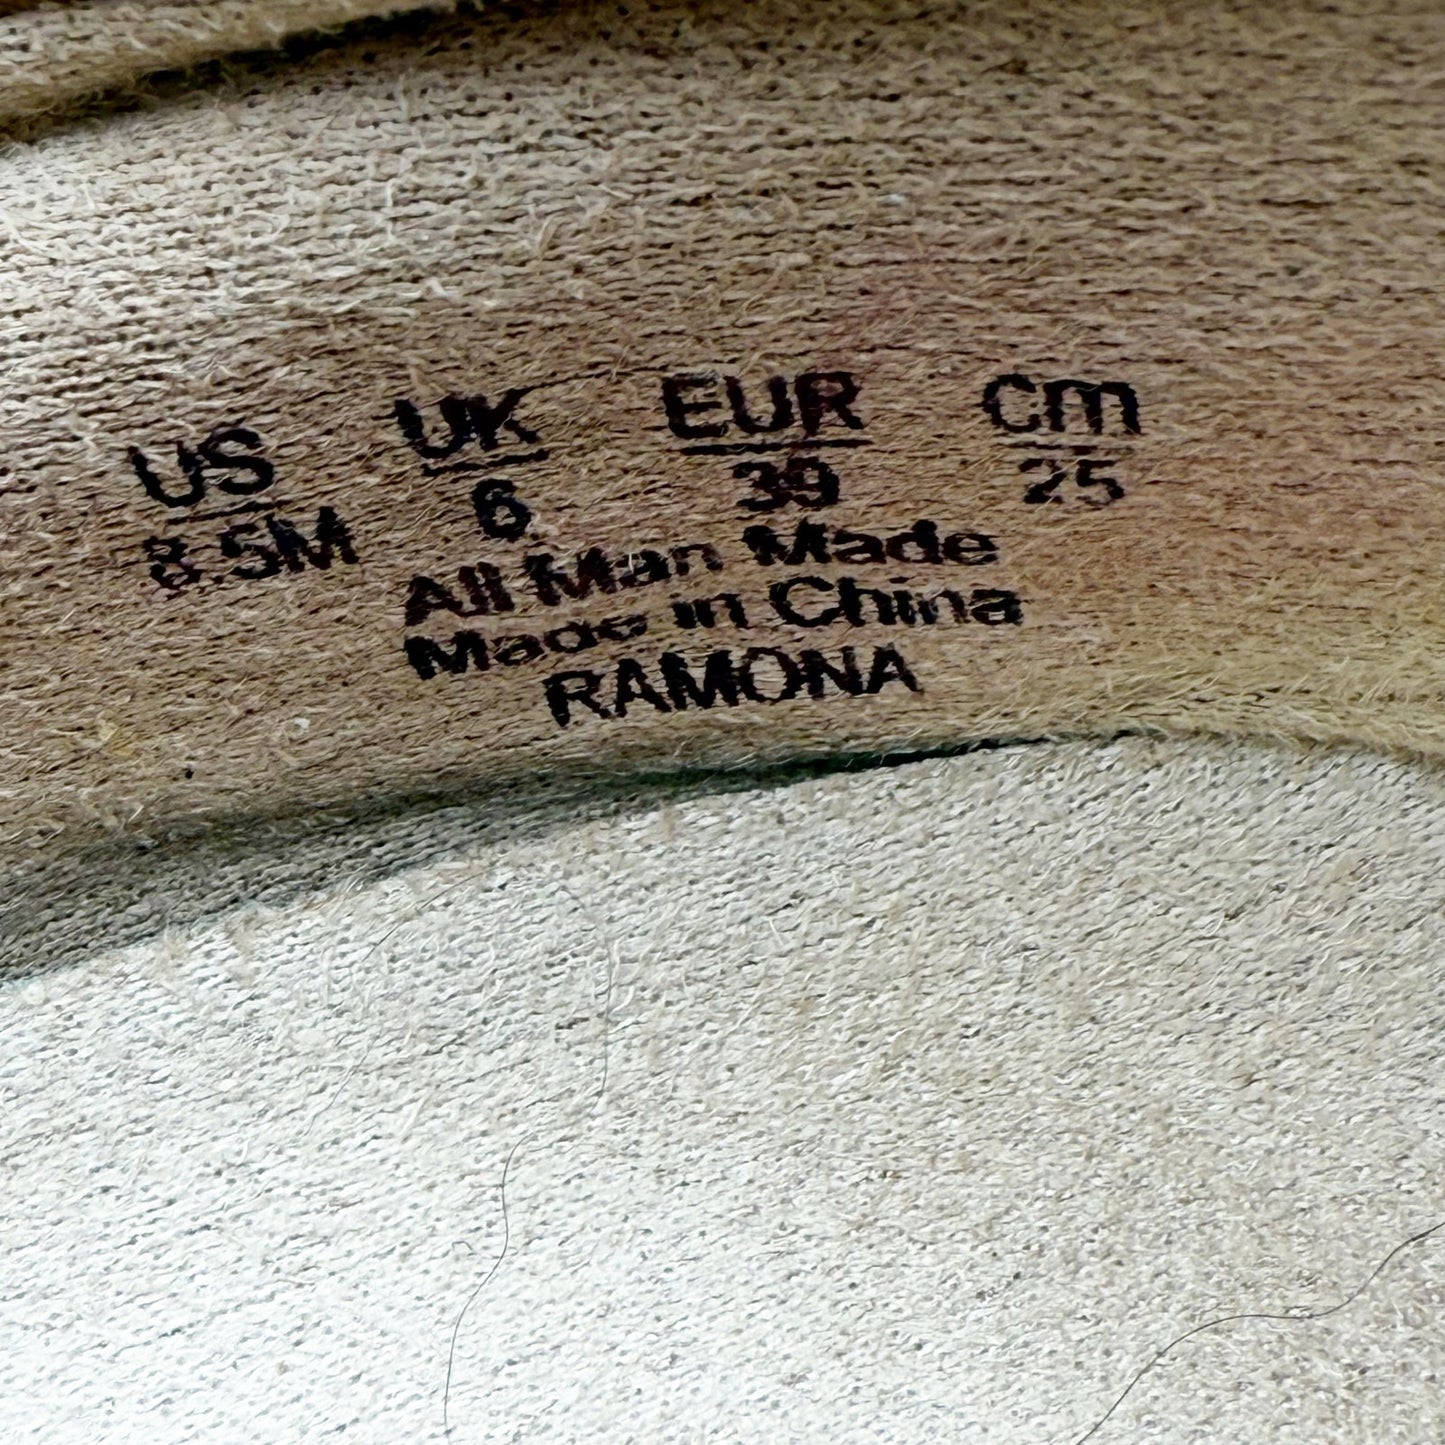 US UK EUR cm
8.5M 6 39 25
All Man Made
Made in China
RAMONA